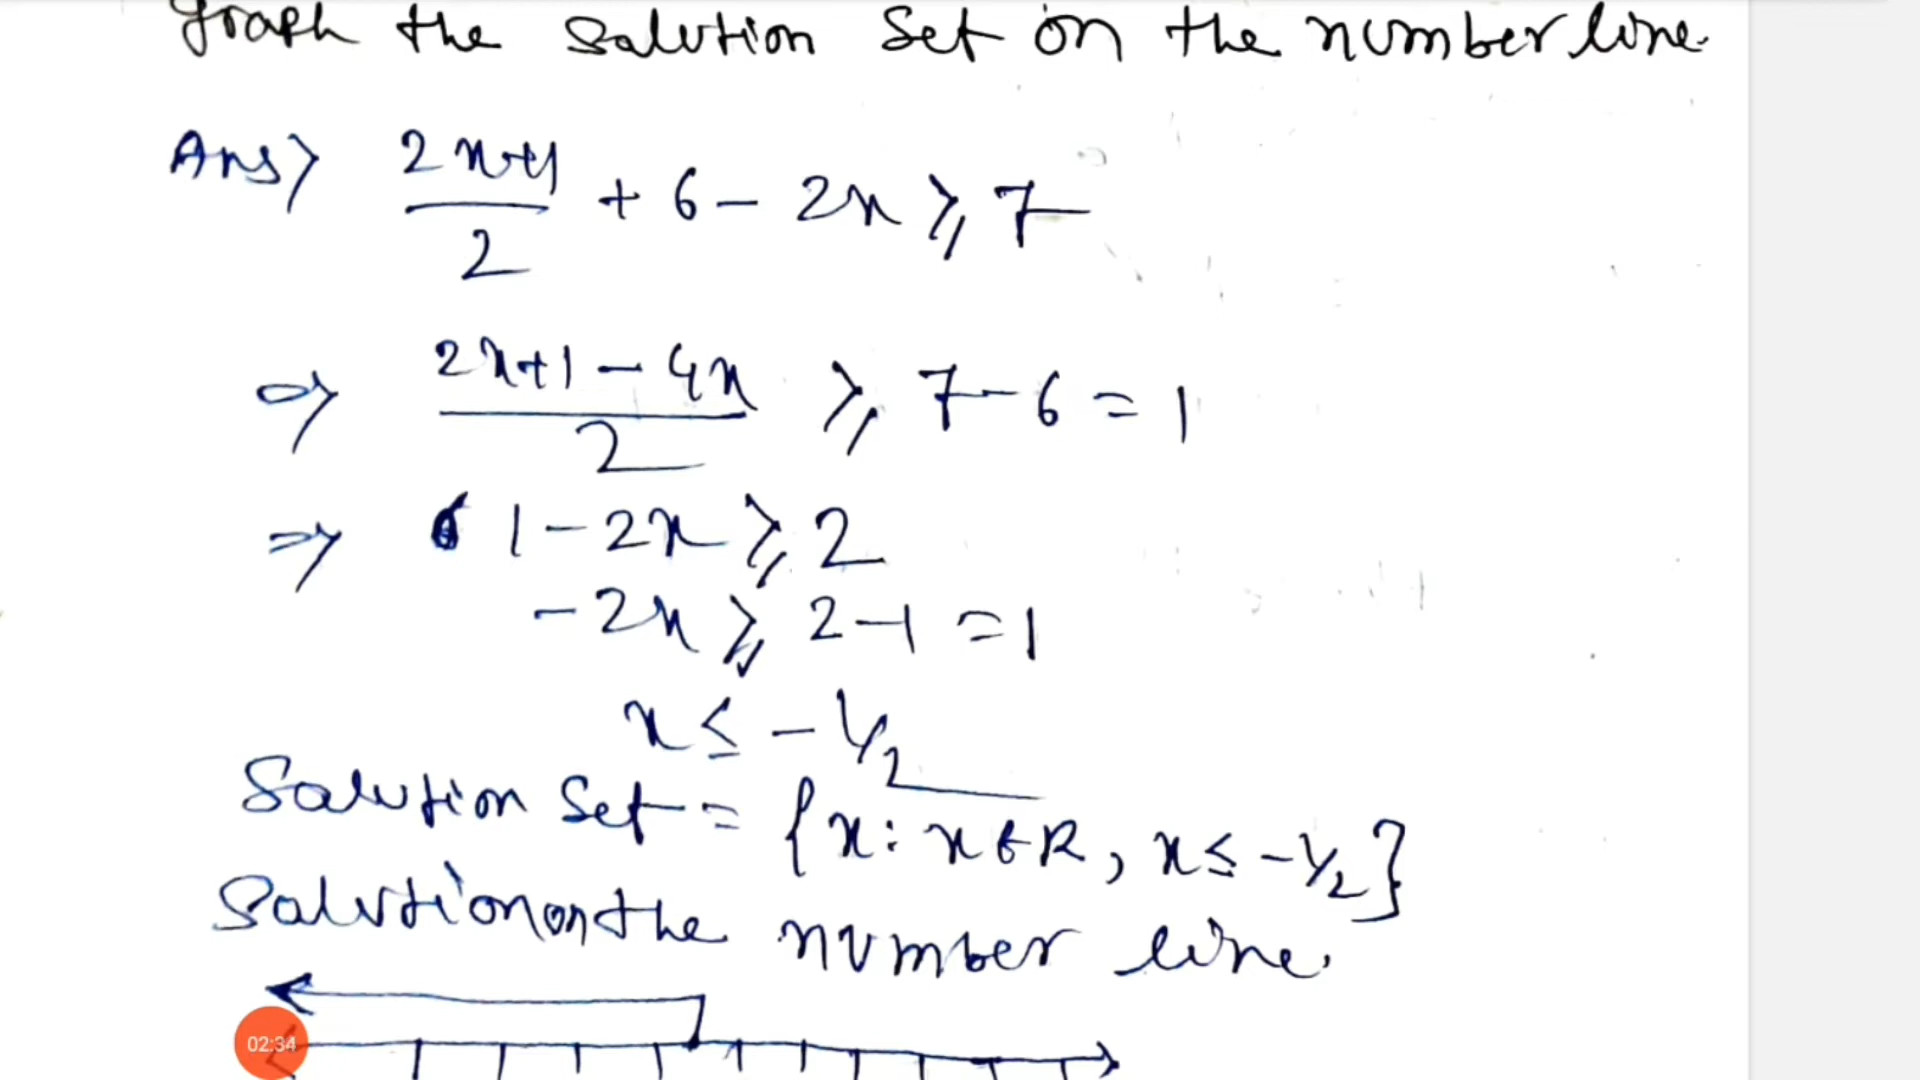 graph the solution set on the number line.
Ans> (2x+1)/2 + 6 - 2x ≥ 7
⇒ (2x+1-4x)/2 ≥ 7-6 = 1
⇒ 1-2x ≥ 2
-2x ≥ 2-1 = 1
x ≤ -1/2
Solution Set = {x: x∈R, x ≤ -1/2}
Solution on the number line.
02:34